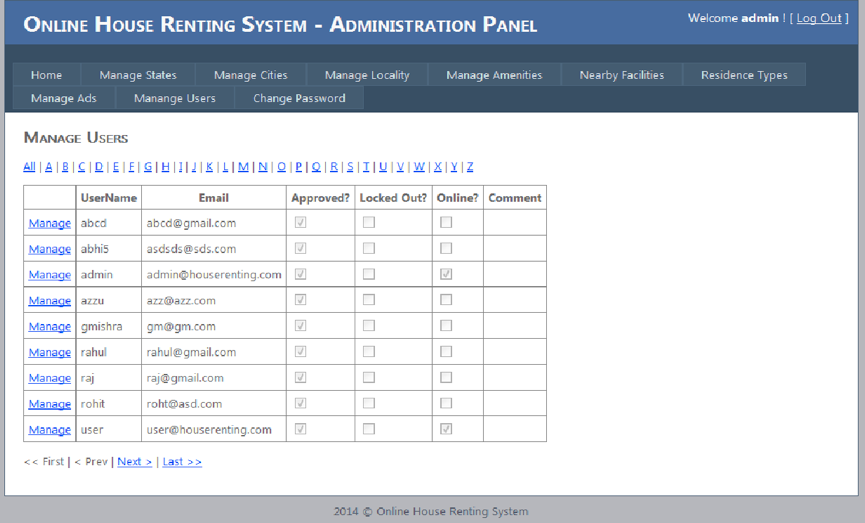 Online House Renting System - Administration Panel
Welcome admin ! [ Log Out ]
Home Manage States Manage Cities Manage Locality Manage Amenities Nearby Facilities Residence Types
Manage Ads Manange Users Change Password
Manage Users
All | A | B | C | D | E | F | G | H | I | J | K | L | M | N | O | P | Q | R | S | T | U | V | W | X | Y | Z
UserName Email Approved? Locked Out? Online? Comment
Manage abcd abcd@gmail.com
Manage abhi5 asdsds@sds.com
Manage admin admin@houserenting.com
Manage azzu azz@azz.com
Manage gmishra gm@gm.com
Manage rahul rahul@gmail.com
Manage raj raj@gmail.com
Manage rohit roht@asd.com
Manage user user@houserenting.com
<< First | < Prev | Next > | Last >>
2014 © Online House Renting System